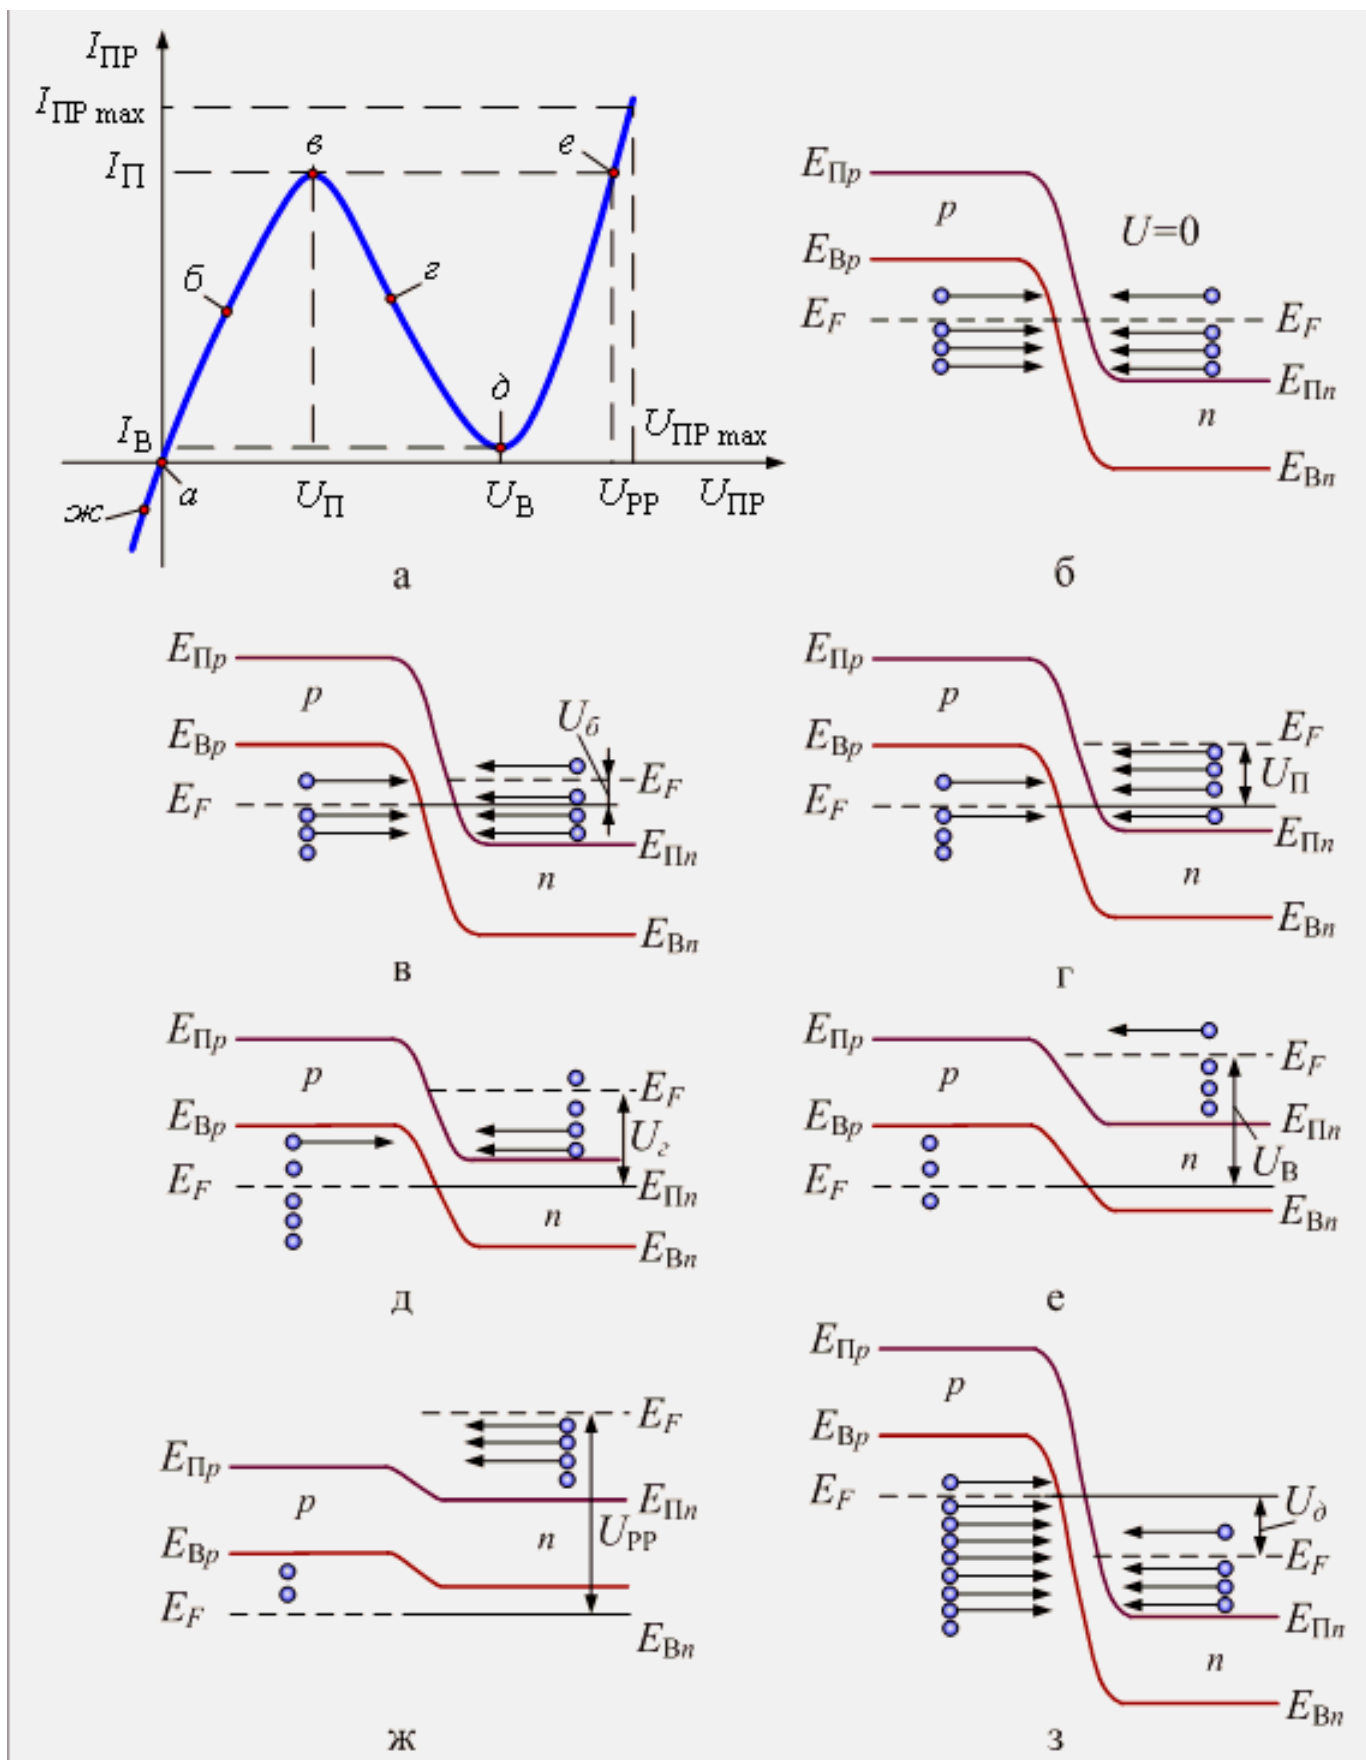 IПР
IПР max
IП
в
е
б
г
д
IВ
UПР max
ж
а
UП
UВ
UРР
UПР
а
EПp
p
U=0
EВp
EF
EF
EПn
n
EВn
б
EПp
p
Uб
EВp
EF
EF
EПn
n
EВn
в
EПp
p
EF
EВp
UП
EF
EПn
n
EВn
г
EПp
p
EF
EВp
Uг
EF
EПn
n
EВn
д
EПp
p
EF
EВp
EПn
n
UВ
EF
EВn
е
EF
EПp
p
EПn
n
UРР
EВp
EF
EВn
ж
EПp
p
EВp
EF
Uд
EF
EПn
n
EВn
з